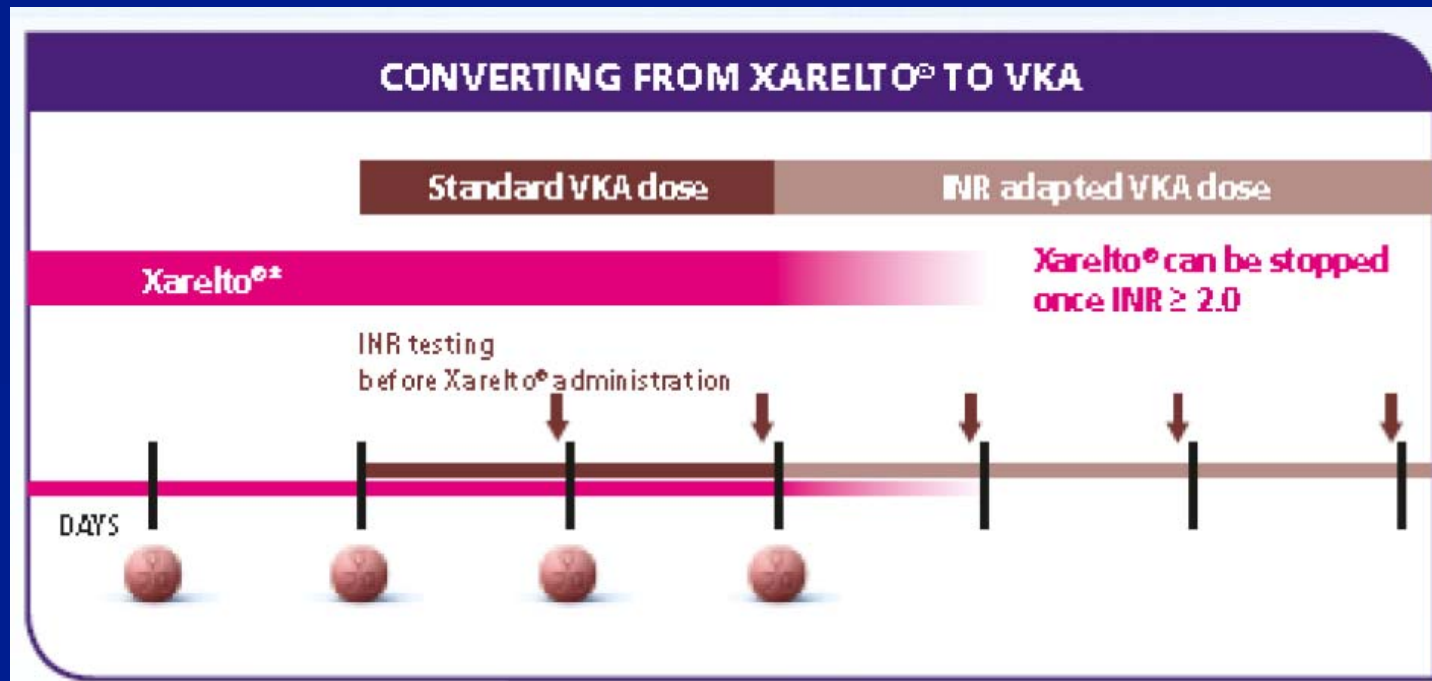 CONVERTING FROM XARELTO® TO VKA
Standard VKA dose
INR adapted VKA dose
Xarelto®*
Xarelto® can be stopped
once INR ≥ 2.0
INR testing
before Xarelto® administration
DAYS